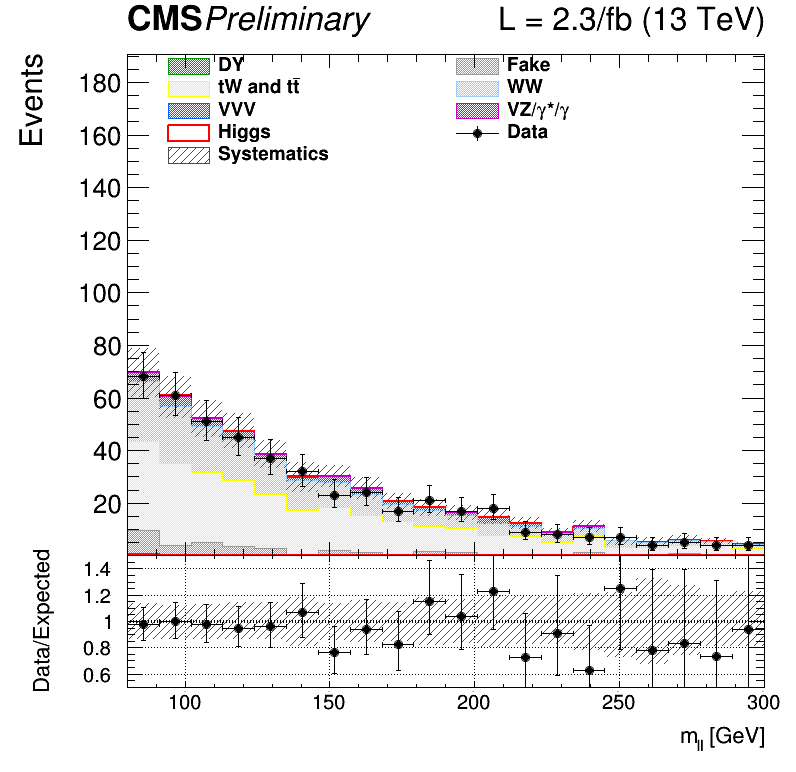 CMS Preliminary L = 2.3/fb (13 TeV)
Events
180
160
140
120
100
80
60
40
20
DY
tW and tt̄
VVV
Higgs
Systematics
Fake
WW
VZ/γ*/γ
Data
Data/Expected
1.4
1.2
1
0.8
0.6
100 150 200 250 300
m_ll [GeV]